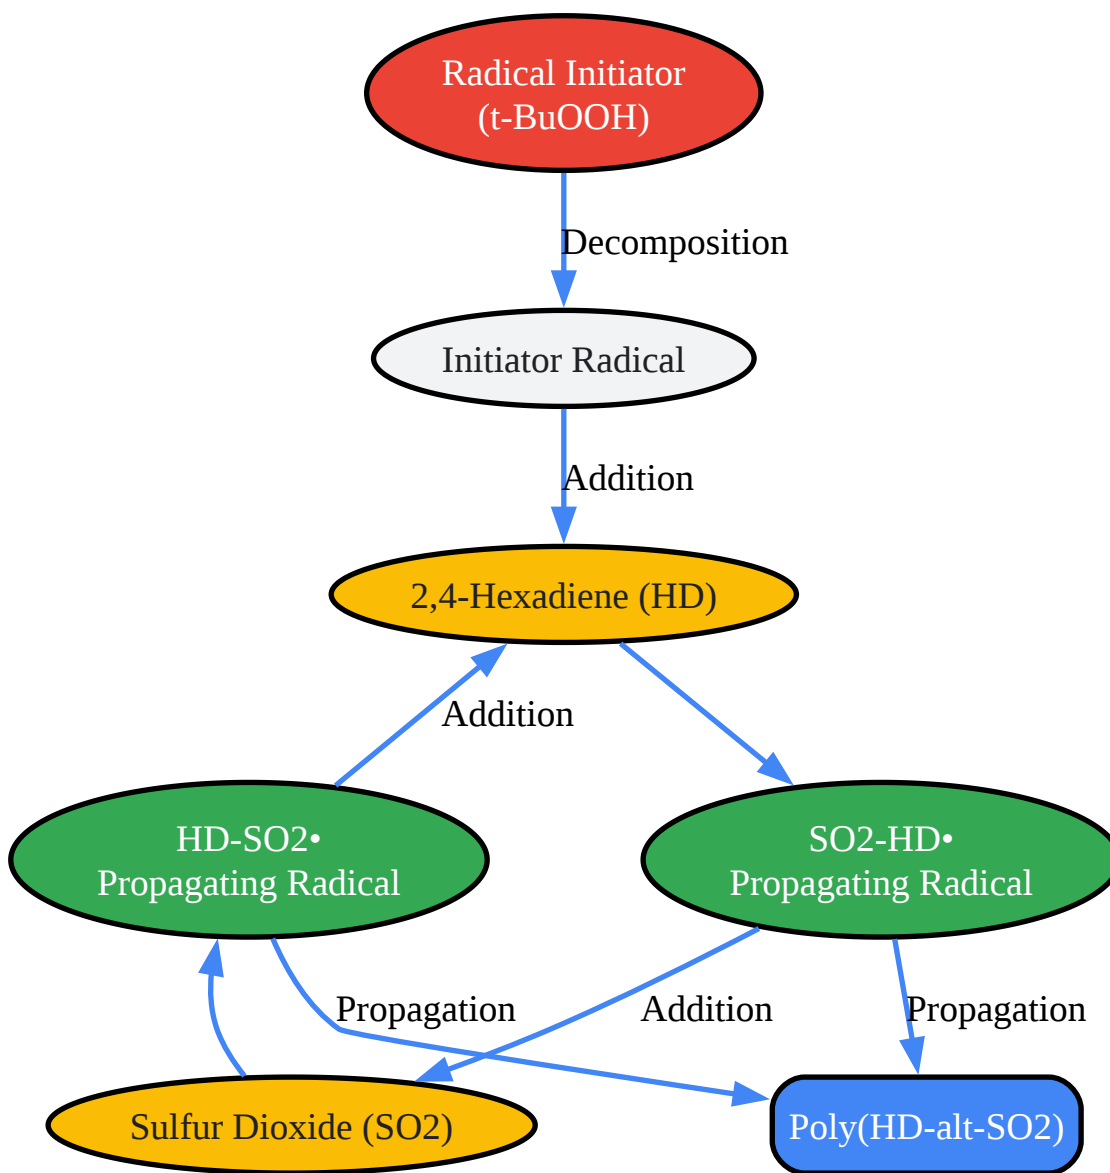 Radical Initiator
(t-BuOOH)
Decomposition
Initiator Radical
Addition
2,4-Hexadiene (HD)
Addition
HD-SO2•
Propagating Radical
SO2-HD•
Propagating Radical
Propagation
Addition
Propagation
Sulfur Dioxide (SO2)
Poly(HD-alt-SO2)